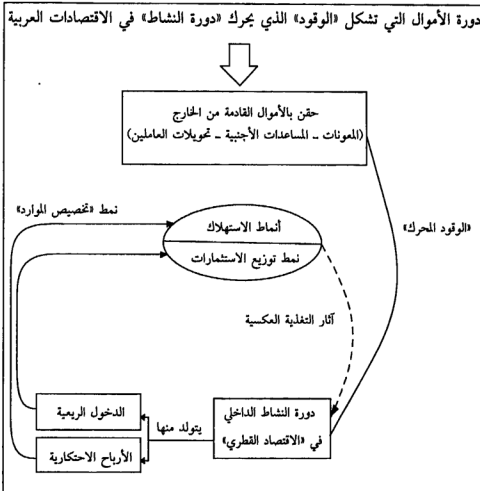 دورة الأموال التي تشكل «الوقود» الذي يحرك «دورة النشاط» في الاقتصادات العربية
حقن بالأموال القادمة من الخارج
(المعونات – المساعدات الأجنبية – تحويلات العاملين)
نمط «تخصيص الموارد»
«الوقود المحرك»
أنماط الاستهلاك
نمط توزيع الاستثمارات
آثار التغذية العكسية
دورة النشاط الداخلي
في «الاقتصاد القطري»
يتولد منها
الدخول الريعية
الأرباح الاحتكارية